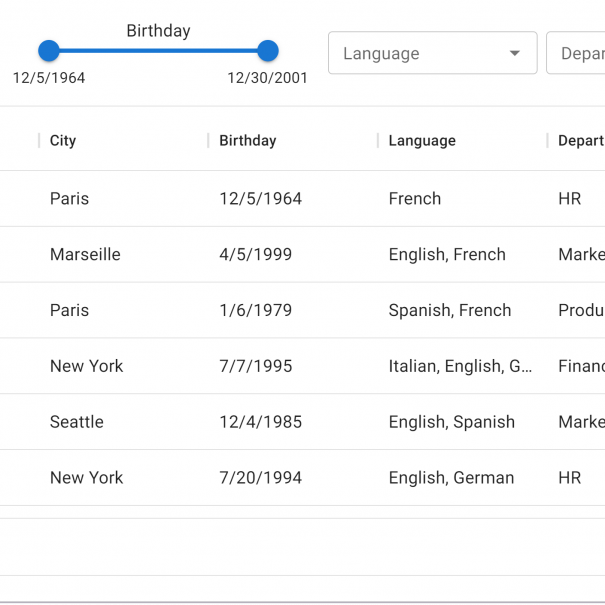 Birthday
12/5/1964 12/30/2001
Language Depar
City Birthday Language Depart
Paris 12/5/1964 French HR
Marseille 4/5/1999 English, French Marke
Paris 1/6/1979 Spanish, French Produ
New York 7/7/1995 Italian, English, G... Financ
Seattle 12/4/1985 English, Spanish Marke
New York 7/20/1994 English, German HR